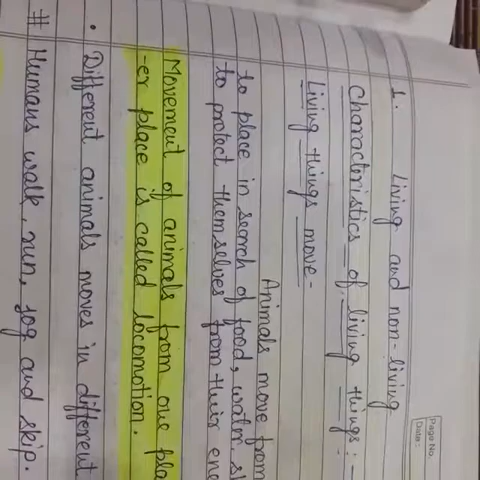 Page No.
Date:
1. Living and non-living
Characteristics of living things:-
Living things move-
Animals move from
to place in search of food, water, s
to protect themselves from their ene
Movement of animals from one pla
-er place is called locomotion.
• Different animals moves in different
# Humans walk, run, jog and skip.